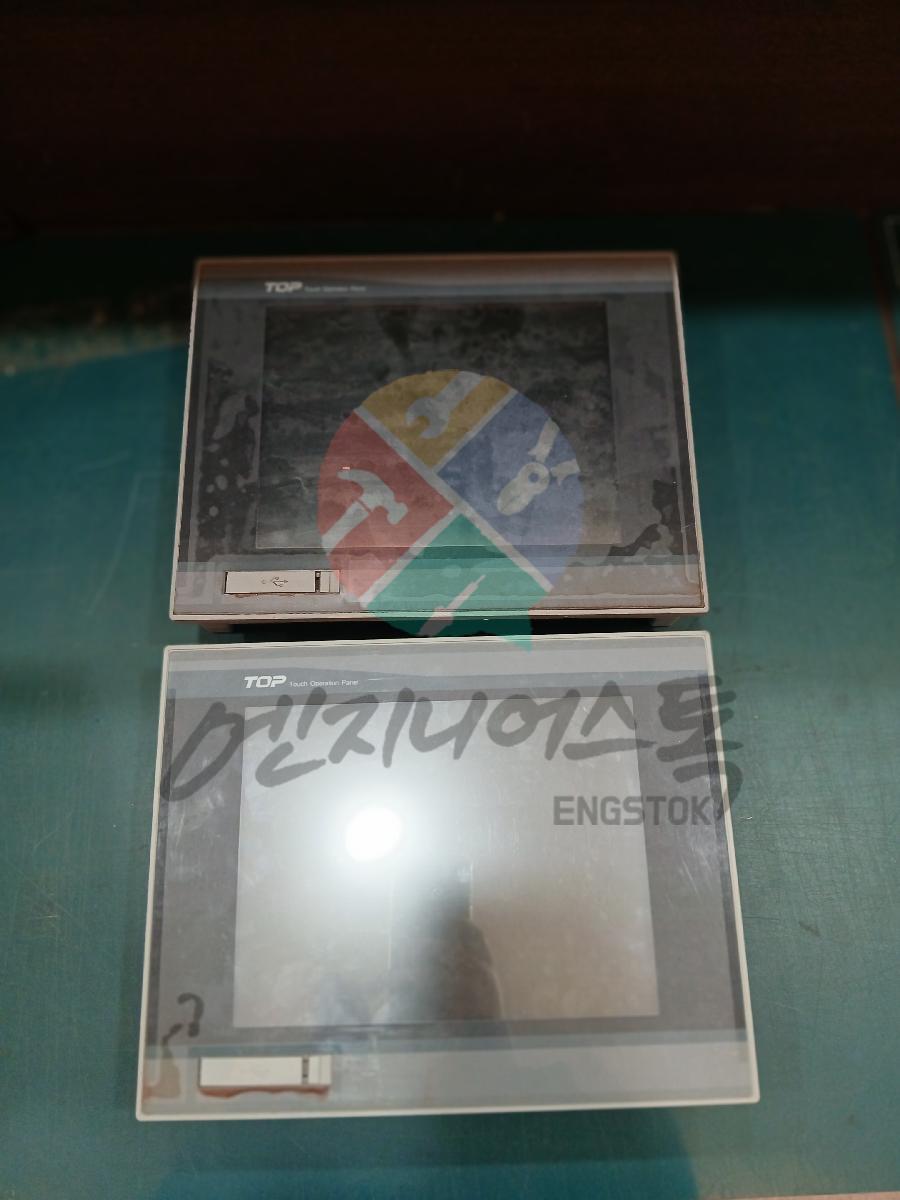 TOP Touch Operation Panel
TOP Touch Operation Panel
엔지니어스톡
ENGSTOK